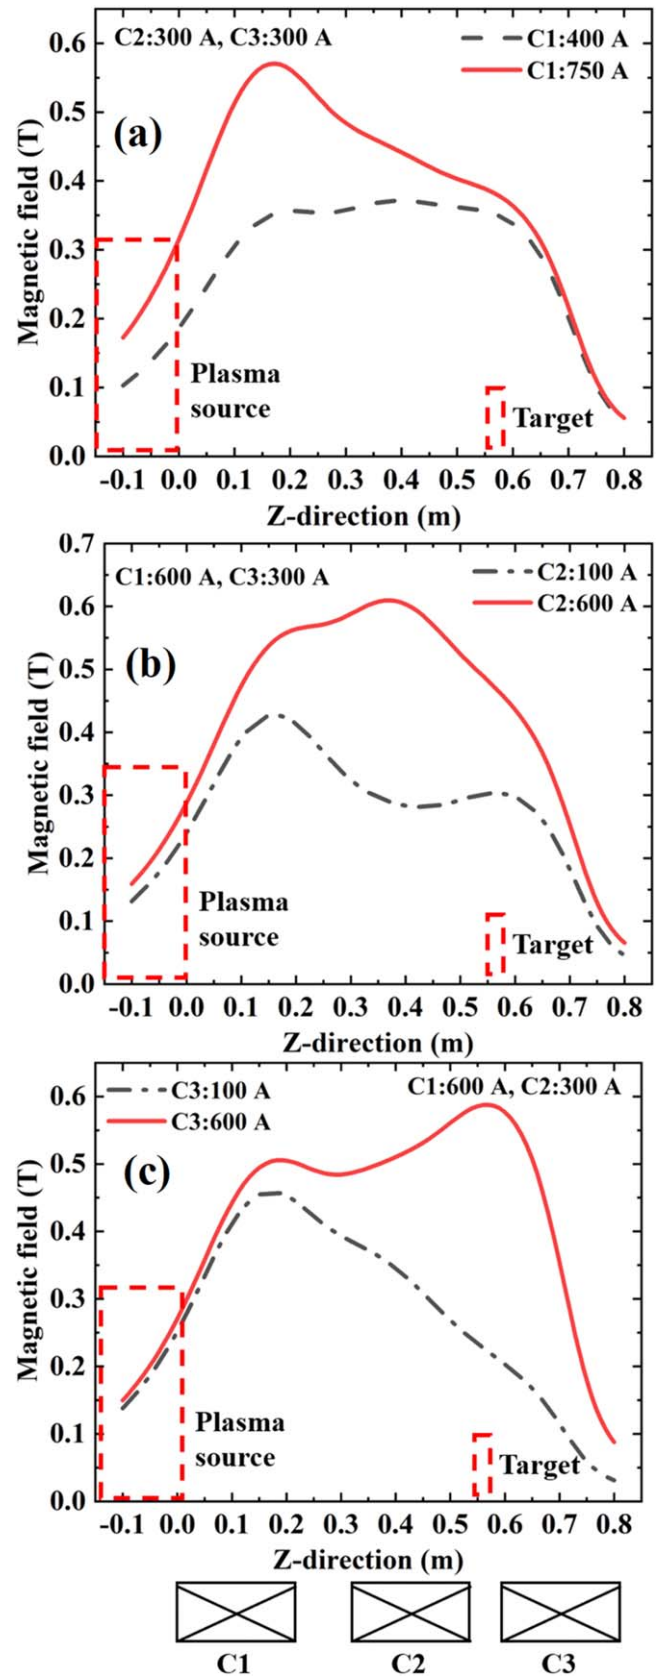 C2:300 A, C3:300 A
C1:400 A
C1:750 A
(a)
Magnetic field (T)
0.6
0.5
0.4
0.3
0.2
0.1
0.0
Plasma
source
Target
-0.1 0.0 0.1 0.2 0.3 0.4 0.5 0.6 0.7 0.8
Z-direction (m)
C1:600 A, C3:300 A
C2:100 A
C2:600 A
(b)
Magnetic field (T)
0.7
0.6
0.5
0.4
0.3
0.2
0.1
0.0
Plasma
source
Target
-0.1 0.0 0.1 0.2 0.3 0.4 0.5 0.6 0.7 0.8
Z-direction (m)
C3:100 A
C3:600 A
C1:600 A, C2:300 A
(c)
Magnetic field (T)
0.6
0.5
0.4
0.3
0.2
0.1
0.0
Plasma
source
Target
-0.1 0.0 0.1 0.2 0.3 0.4 0.5 0.6 0.7 0.8
Z-direction (m)
C1 C2 C3